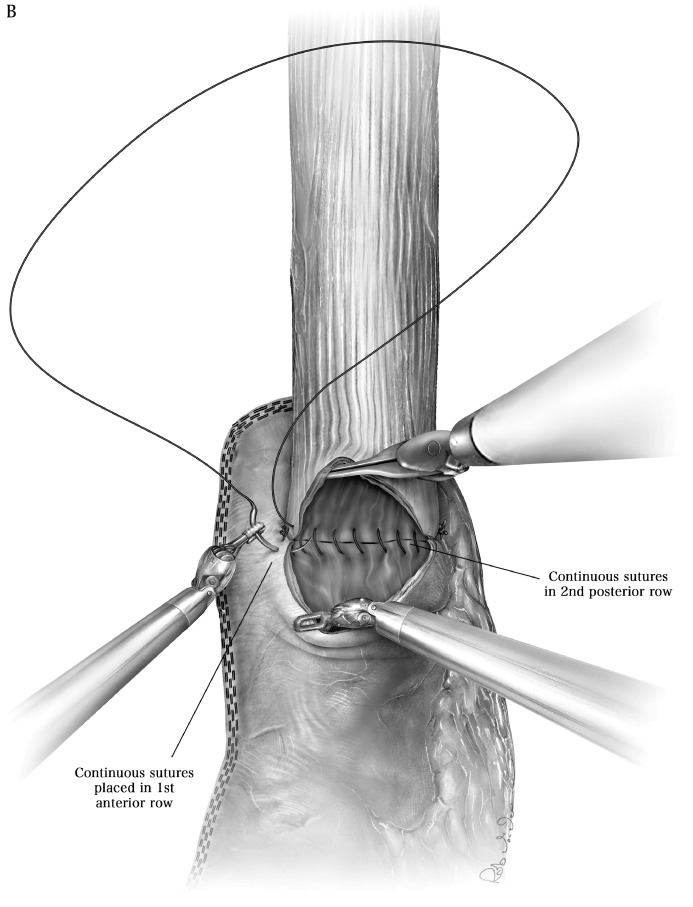 B
Continuous sutures
in 2nd posterior row
Continuous sutures
placed in 1st
anterior row